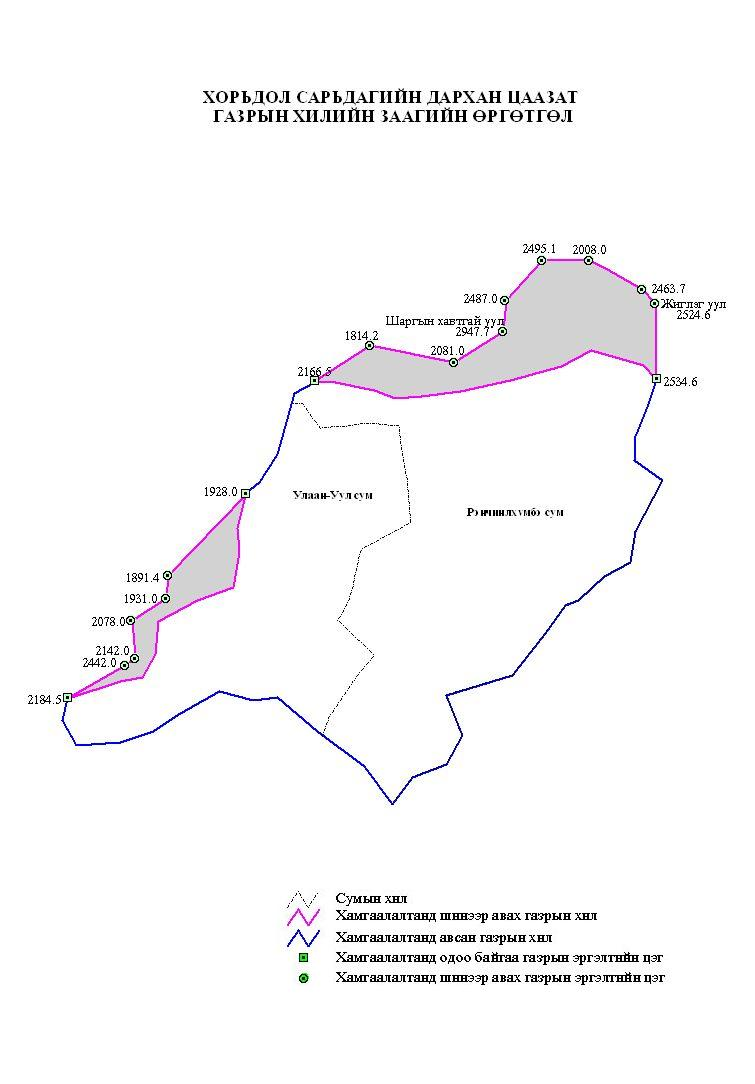 ХОРЬДОЛ САРЬДАГИЙН ДАРХАН ЦААЗАТ
ГАЗРЫН ХИЛИЙН ЗААГИЙН ӨРГӨТГӨЛ
2495.1
2008.0
2463.7
2487.0
Жиглэг уул
2524.6
Шаргын хавтгай уул
2947.7
1814.2
2081.0
2166.5
2534.6
1928.0
Улаан-Уул сум
Рэнчинлхүмбэ сум
1891.4
1931.0
2078.0
2142.0
2442.0
2184.5
Сумын хил
Хамгаалалтанд шинээр авах газрын хил
Хамгаалалтанд авсан газрын хил
Хамгаалалтанд одоо байгаа газрын эргэлтийн цэг
Хамгаалалтанд шинээр авах газрын эргэлтийн цэг